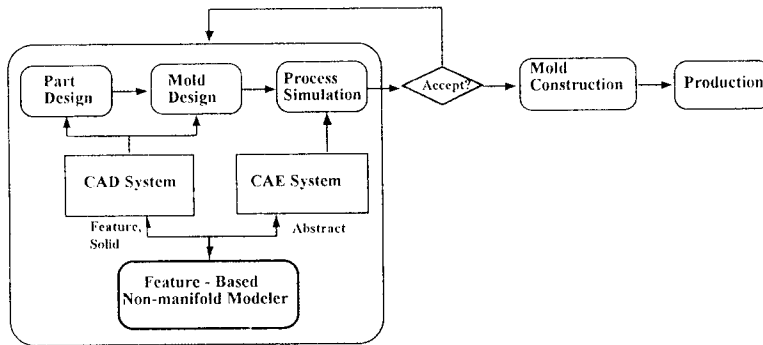 Part
Design
Mold
Design
Process
Simulation
Accept?
Mold
Construction
Production
CAD System
CAE System
Feature,
Solid
Abstract
Feature - Based
Non-manifold Modeler